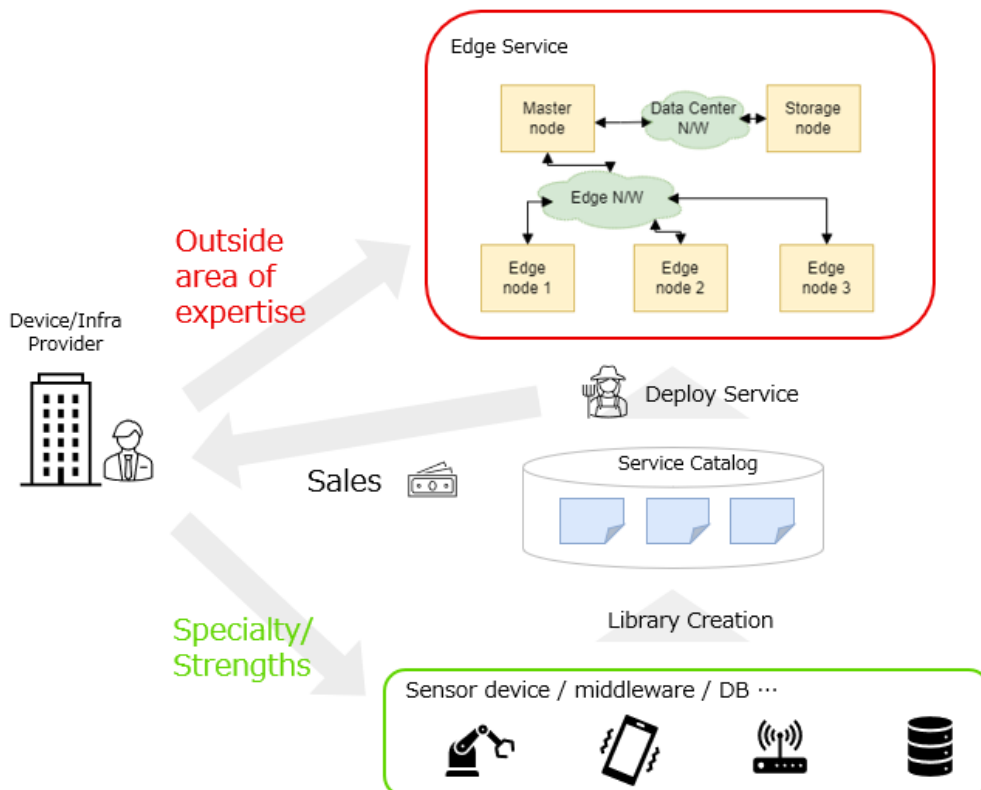 Edge Service
Master
node
Data Center
N/W
Storage
node
Edge N/W
Edge
node 1
Edge
node 2
Edge
node 3
Outside
area of
expertise
Device/Infra
Provider
Deploy Service
Sales
Service Catalog
Library Creation
Specialty/
Strengths
Sensor device / middleware / DB ⋯